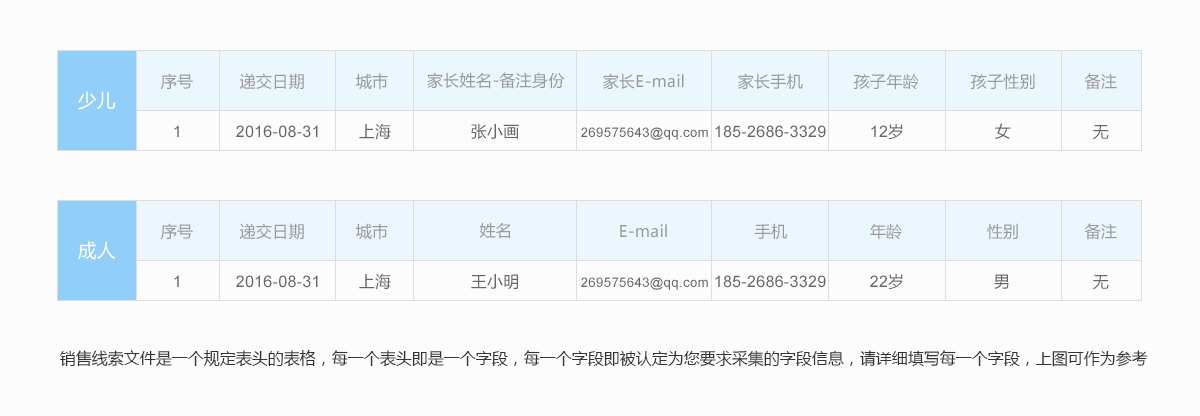 少儿
序号 递交日期 城市 家长姓名-备注身份 家长E-mail 家长手机 孩子年龄 孩子性别 备注
1 2016-08-31 上海 张小画 269575643@qq.com 185-2686-3329 12岁 女 无
成人
序号 递交日期 城市 姓名 E-mail 手机 年龄 性别 备注
1 2016-08-31 上海 王小明 269575643@qq.com 185-2686-3329 22岁 男 无
销售线索文件是一个规定表头的表格，每一个表头即是一个字段，每一个字段即被认定为您要求采集的字段信息，请详细填写每一个字段，上图可作为参考